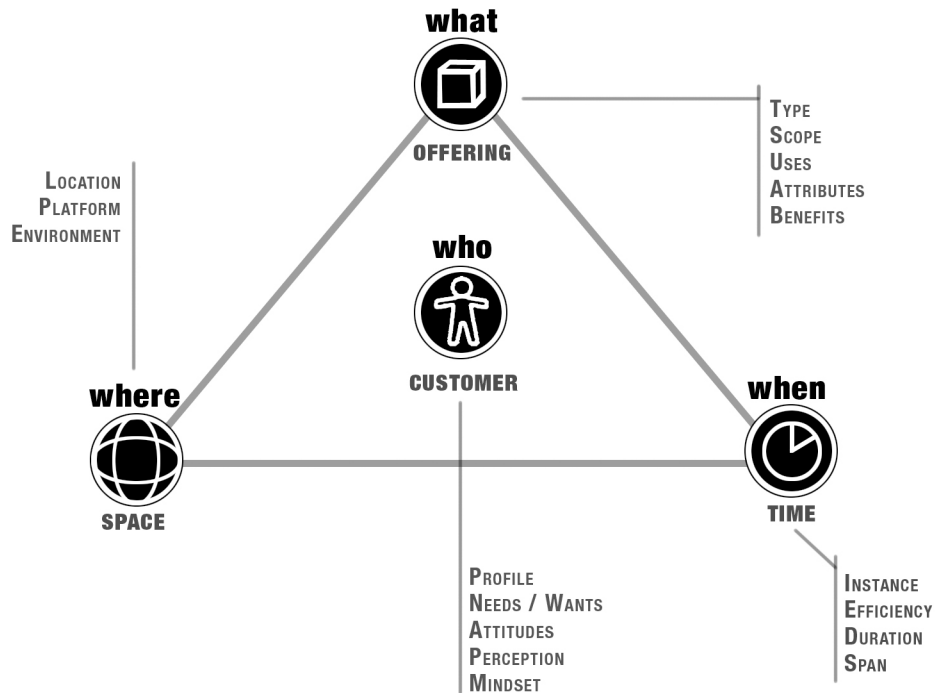 what
OFFERING
TYPE
SCOPE
USES
ATTRIBUTES
BENEFITS
LOCATION
PLATFORM
ENVIRONMENT
who
CUSTOMER
where
SPACE
when
TIME
PROFILE
NEEDS / WANTS
ATTITUDES
PERCEPTION
MINDSET
INSTANCE
EFFICIENCY
DURATION
SPAN